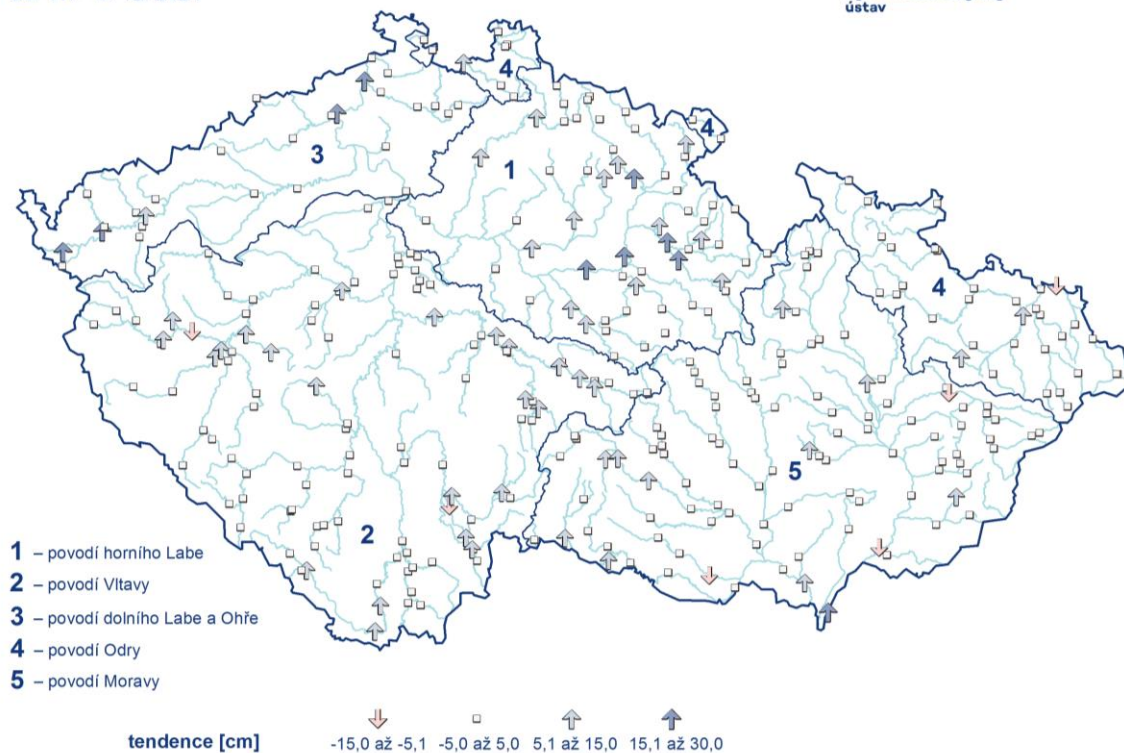 ústav
4
4
3
1
4
5
2
1 – povodí horního Labe
2 – povodí Vltavy
3 – povodí dolního Labe a Ohře
4 – povodí Odry
5 – povodí Moravy
tendence [cm] -15,0 až -5,1 -5,0 až 5,0 5,1 až 15,0 15,1 až 30,0